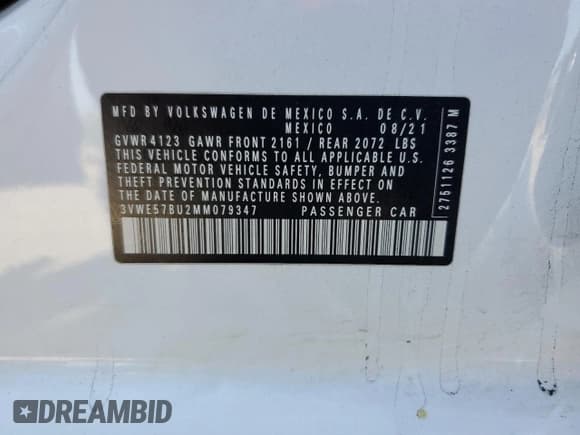 MFD BY VOLKSWAGEN DE MEXICO S.A. DE C.V.
MEXICO 08/21
GVWR 4123 GAWR FRONT 2161 / REAR 2072 LBS
THIS VEHICLE CONFORMS TO ALL APPLICABLE U.S.
FEDERAL MOTOR VEHICLE SAFETY, BUMPER AND
THEFT PREVENTION STANDARDS IN EFFECT ON
THE DATE OF MANUFACTURE SHOWN ABOVE.
3VWE57BU2MM079347 PASSENGER CAR
2751126 3387 M
DREAMBID